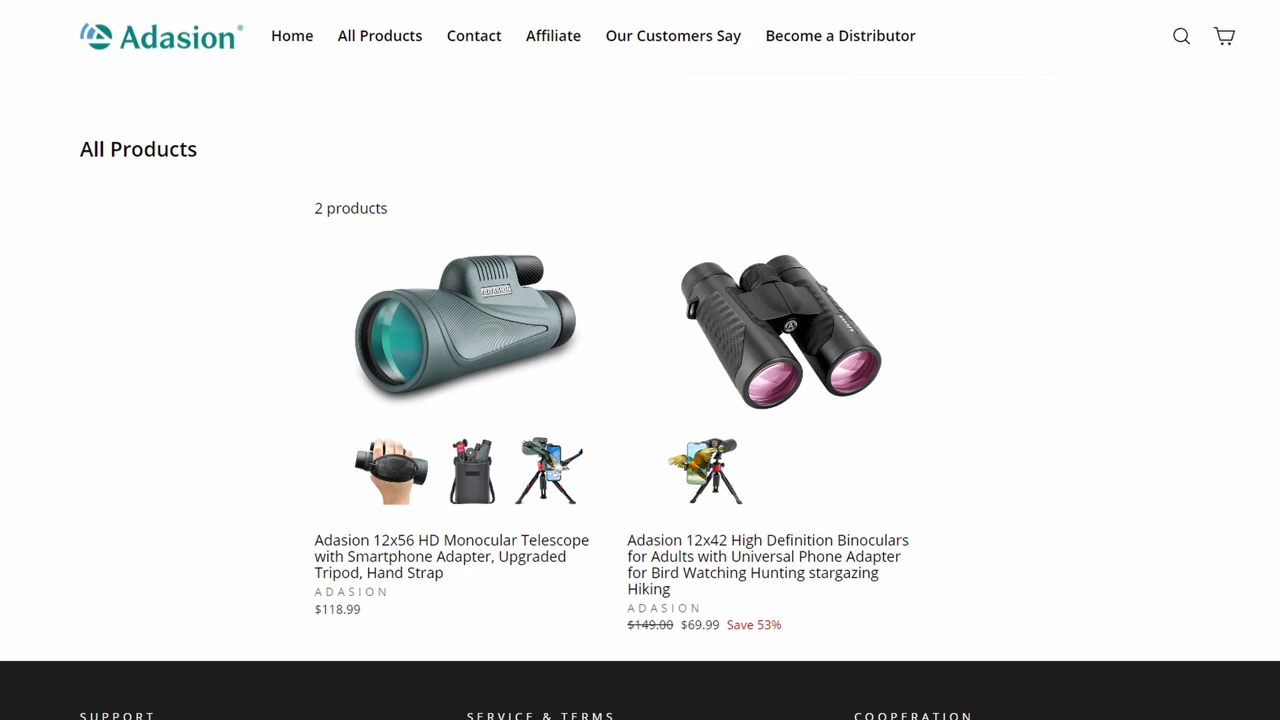 Adasion®
Home
All Products
Contact
Affiliate
Our Customers Say
Become a Distributor
All Products
2 products
ADASION
Adasion 12x56 HD Monocular Telescope
with Smartphone Adapter, Upgraded
Tripod, Hand Strap
ADASION
$118.99
Adasion 12x42 High Definition Binoculars
for Adults with Universal Phone Adapter
for Bird Watching Hunting stargazing
Hiking
ADASION
$149.00 $69.99 Save 53%
SUPPORT
SERVICE & TERMS
COOPERATION